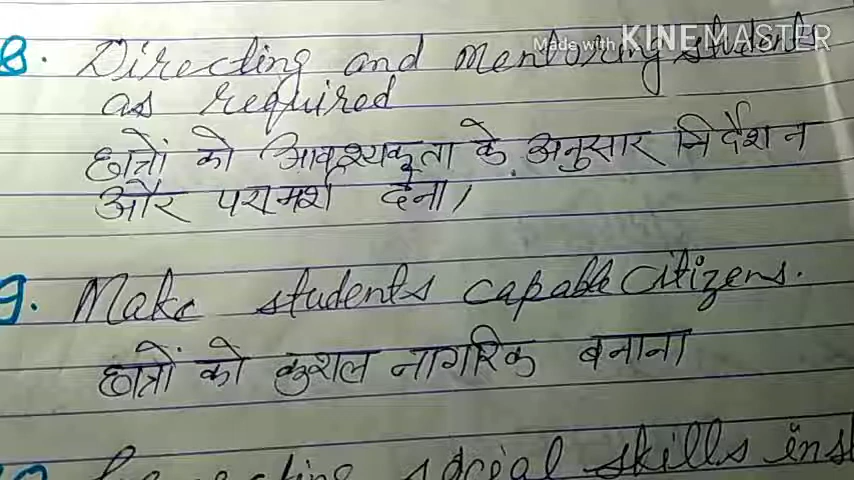 Made with KINEMASTER
8. Directing and mentoring students
as required
छात्रों को आवश्यकता के अनुसार निर्देशन
और परामर्श देना।
9. Make students capable citizens.
छात्रों को कुशल नागरिक बनाना
social skills